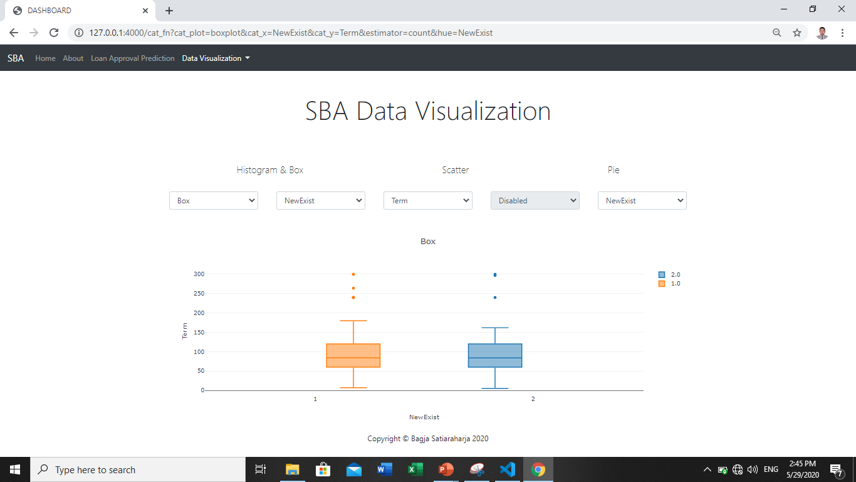 DASHBOARD
127.0.0.1:4000/cat_fn?cat_plot=boxplot&cat_x=NewExist&cat_y=Term&estimator=count&hue=NewExist
SBA Home About Loan Approval Prediction Data Visualization
SBA Data Visualization
Histogram & Box Scatter Pie
Box NewExist Term Disabled NewExist
Box
2.0
1.0
300
250
200
150
100
50
0
Term
1 2
NewExist
Copyright © Bagja Satiaraharja 2020
Type here to search
ENG
2:45 PM
5/29/2020
7